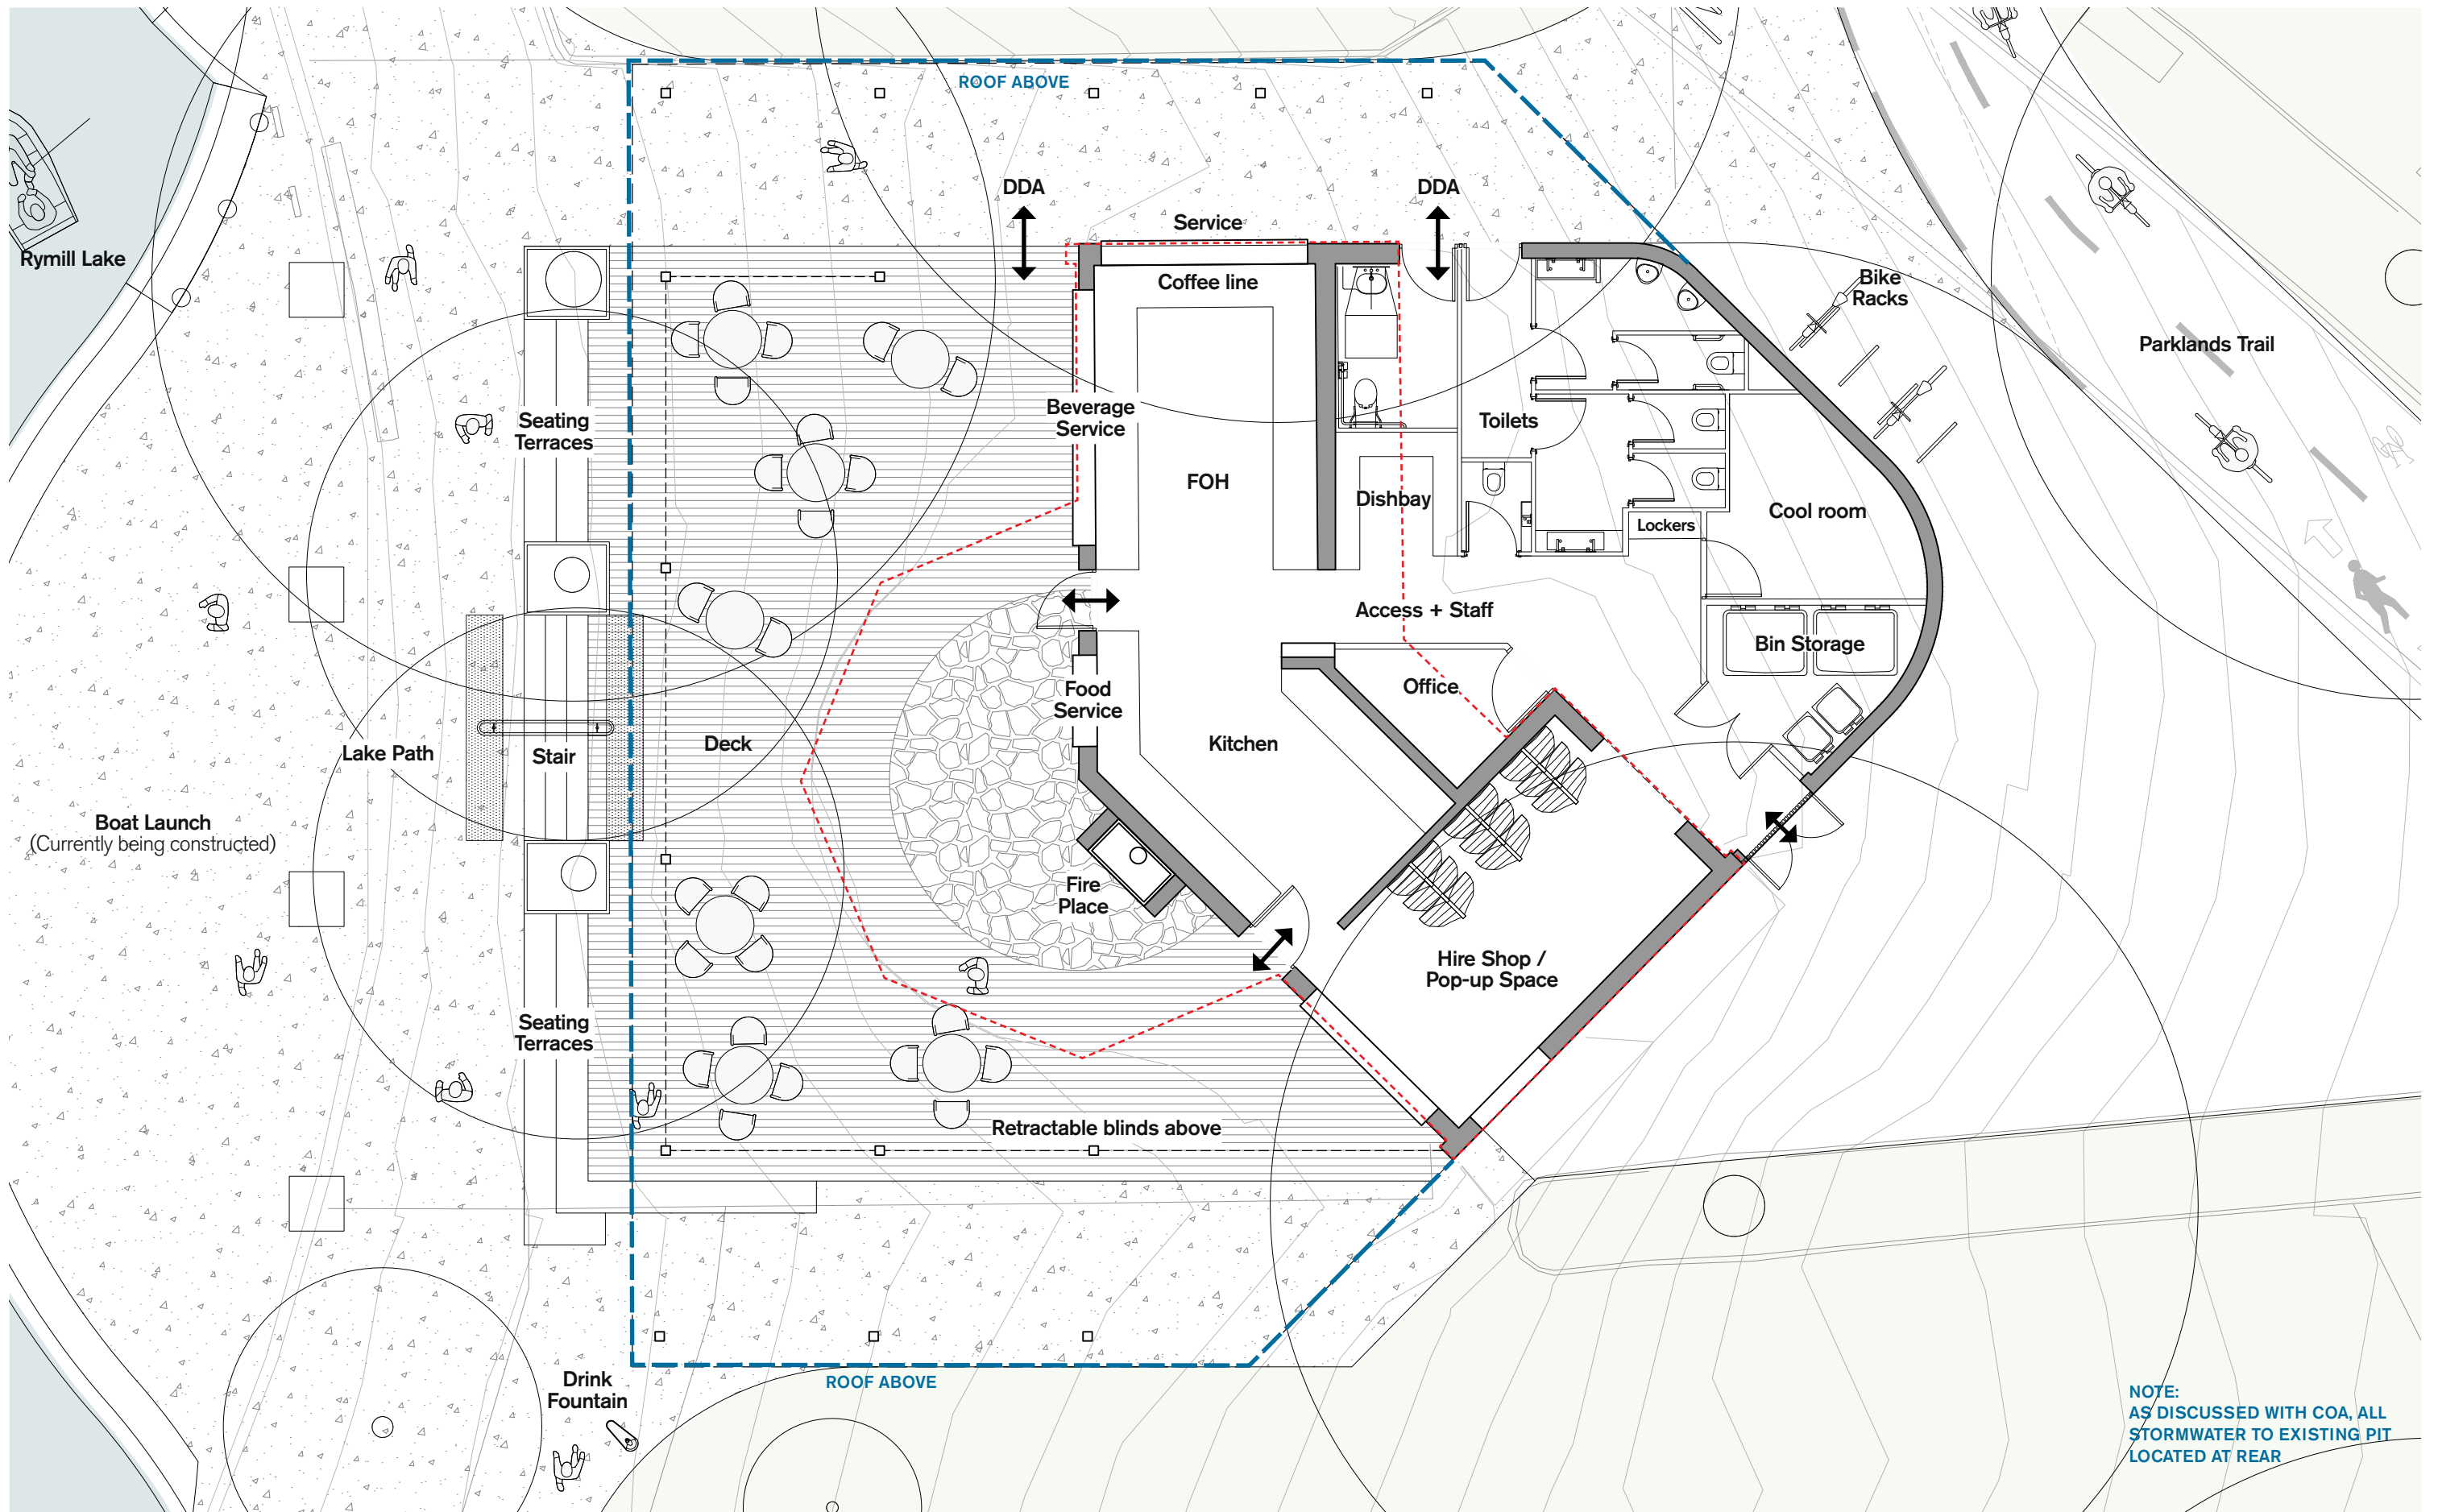 ROOF ABOVE
DDA
DDA
Service
Rymill Lake
Coffee line
Bike
Racks
Parklands Trail
Seating
Terraces
Beverage
Service
Toilets
FOH
Dishbay
Lockers
Cool room
Access + Staff
Bin Storage
Office
Food
Service
Lake Path
Stair
Deck
Kitchen
Boat Launch
(Currently being constructed)
Fire
Place
Hire Shop /
Pop-up Space
Seating
Terraces
Retractable blinds above
ROOF ABOVE
Drink
Fountain
NOTE:
AS DISCUSSED WITH COA, ALL
STORMWATER TO EXISTING PIT
LOCATED AT REAR